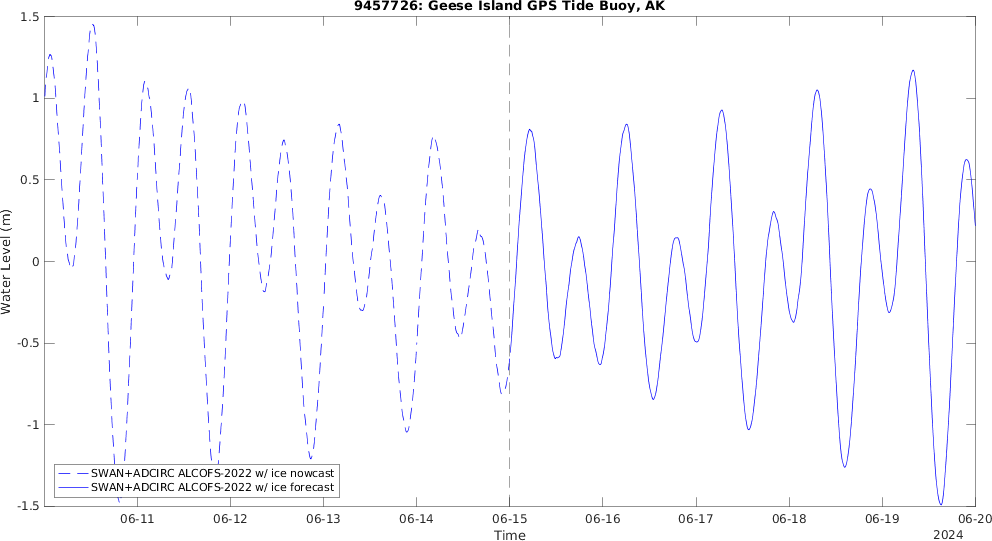 9457726: Geese Island GPS Tide Buoy, AK
1.5
1
0.5
0
-0.5
-1
-1.5
Water Level (m)
SWAN+ADCIRC ALCOFS-2022 w/ ice nowcast
SWAN+ADCIRC ALCOFS-2022 w/ ice forecast
06-11 06-12 06-13 06-14 06-15 06-16 06-17 06-18 06-19 06-20
Time
2024